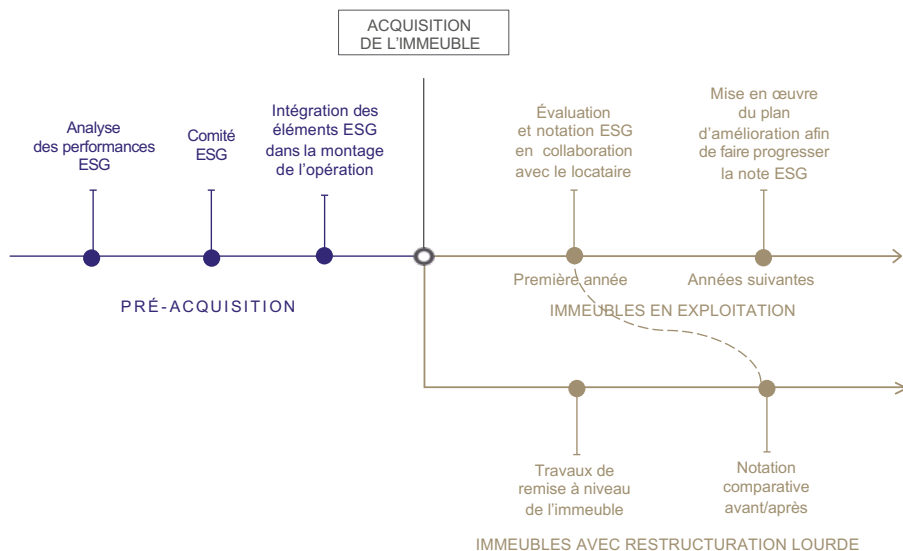 ACQUISITION
DE L'IMMEUBLE
Analyse
des performances
ESG
Comité
ESG
Intégration des
éléments ESG
dans la montage
de l'opération
Évaluation
et notation ESG
en collaboration
avec le locataire
Mise en œuvre
du plan
d'amélioration afin
de faire progresser
la note ESG
Première année
Années suivantes
PRÉ-ACQUISITION
IMMEUBLES EN EXPLOITATION
Travaux de
remise à niveau
de l'immeuble
Notation
comparative
avant/après
IMMEUBLES AVEC RESTRUCTURATION LOURDE